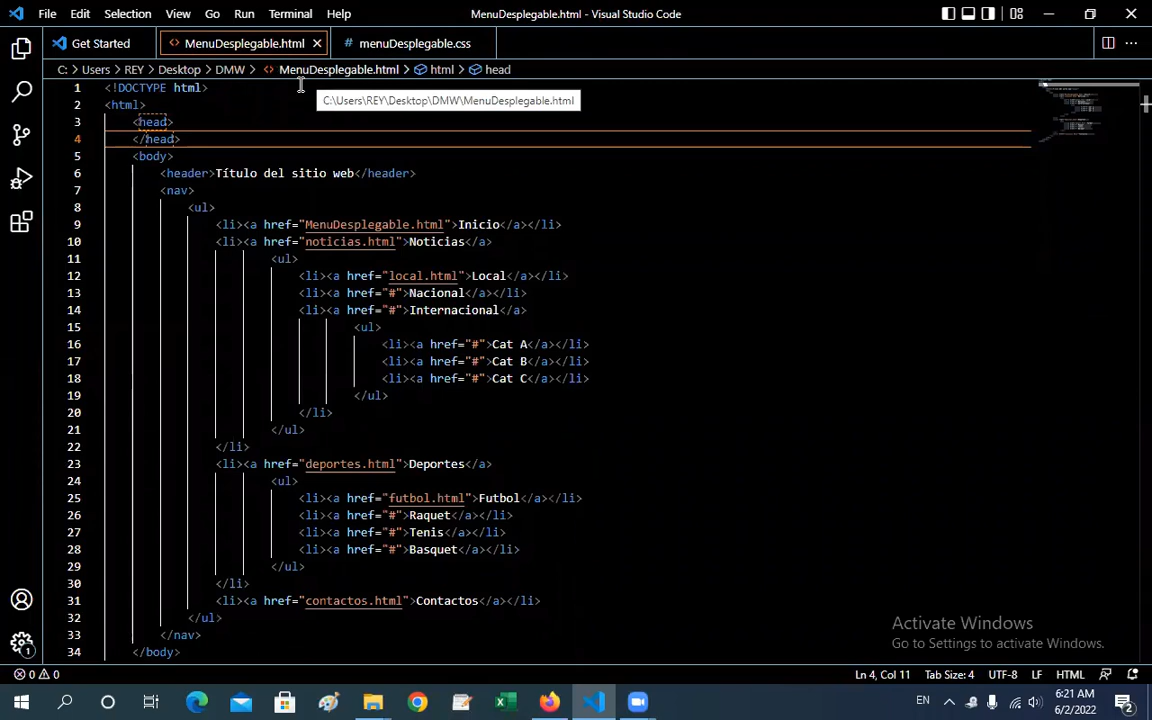 File Edit Selection View Go Run Terminal Help MenuDesplegable.html - Visual Studio Code
Get Started <> MenuDesplegable.html # menuDesplegable.css
C: > Users > REY > Desktop > DMW > <> MenuDesplegable.html > html > head
C:\Users\REY\Desktop\DMW\MenuDesplegable.html
1 <!DOCTYPE html>
2 <html>
3 <head>
4 </head>
5 <body>
6 <header>Título del sitio web</header>
7 <nav>
8 <ul>
9 <li><a href="MenuDesplegable.html">Inicio</a></li>
10 <li><a href="noticias.html">Noticias</a>
11 <ul>
12 <li><a href="local.html">Local</a></li>
13 <li><a href="#">Nacional</a></li>
14 <li><a href="#">Internacional</a>
15 <ul>
16 <li><a href="#">Cat A</a></li>
17 <li><a href="#">Cat B</a></li>
18 <li><a href="#">Cat C</a></li>
19 </ul>
20 </li>
21 </ul>
22 </li>
23 <li><a href="deportes.html">Deportes</a>
24 <ul>
25 <li><a href="futbol.html">Futbol</a></li>
26 <li><a href="#">Raquet</a></li>
27 <li><a href="#">Tenis</a></li>
28 <li><a href="#">Basquet</a></li>
29 </ul>
30 </li>
31 <li><a href="contactos.html">Contactos</a></li>
32 </ul>
33 </nav>
34 </body>
Activate Windows
Go to Settings to activate Windows.
1
0 0 Ln 4, Col 11 Tab Size: 4 UTF-8 LF HTML
EN 6:21 AM
6/2/2022 2